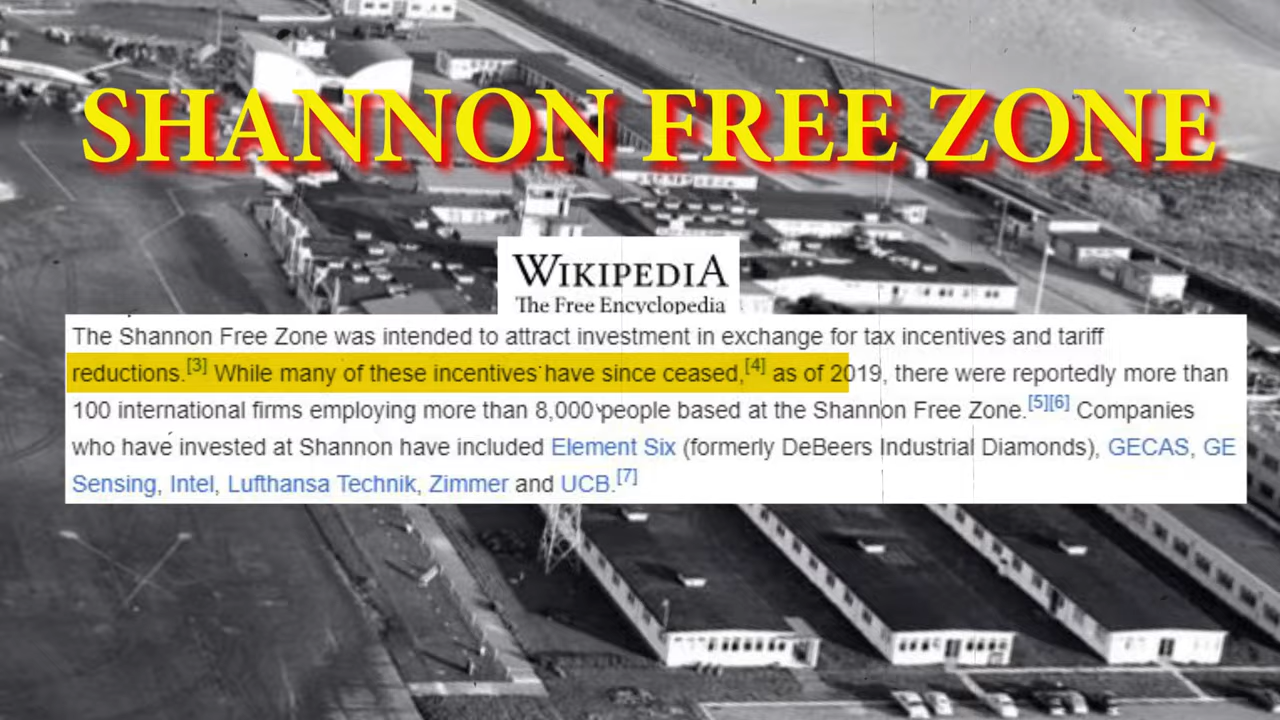 SHANNON FREE ZONE
WIKIPEDIA
The Free Encyclopedia
The Shannon Free Zone was intended to attract investment in exchange for tax incentives and tariff
reductions.[3] While many of these incentives have since ceased,[4] as of 2019, there were reportedly more than
100 international firms employing more than 8,000 people based at the Shannon Free Zone.[5][6] Companies
who have invested at Shannon have included Element Six (formerly DeBeers Industrial Diamonds), GECAS, GE
Sensing, Intel, Lufthansa Technik, Zimmer and UCB.[7]